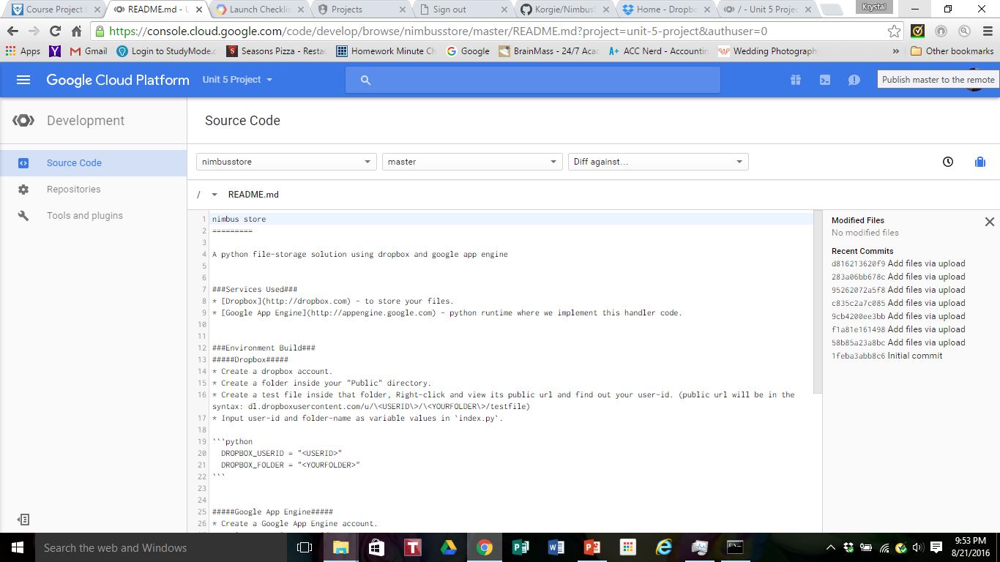 Course Project
README.md - U
Launch Checklis
Projects
Sign out
Korgie/NimbusS
Home - Dropbo
/ - Unit 5 Projec
Krystal
https://console.cloud.google.com/code/develop/browse/nimbusstore/master/README.md?project=unit-5-project&authuser=0
Apps
Gmail
Login to StudyMode.c
Seasons Pizza - Resta
Homework Minute Ch
Google
BrainMass - 24/7 Aca
ACC Nerd - Accountin
Wedding Photography
»
Other bookmarks
Google Cloud Platform
Unit 5 Project
Publish master to the remote
Development
Source Code
Source Code
Repositories
Tools and plugins
nimbusstore
master
Diff against...
/
README.md
1 nimbus store
2 =========
3
4 A python file-storage solution using dropbox and google app engine
5
6
7 ###Services Used###
8 * [Dropbox](http://dropbox.com) - to store your files.
9 * [Google App Engine](http://appengine.google.com) - python runtime where we implement this handler code.
10
11
12 ###Environment Build###
13 #####Dropbox#####
14 * Create a dropbox account.
15 * Create a folder inside your "Public" directory.
16 * Create a test file inside that folder, Right-click and view its public url and find out your user-id. (public url will be in the
syntax: dl.dropboxusercontent.com/u/\<USERID\>/\<YOURFOLDER\>/testfile)
17 * Input user-id and folder-name as variable values in `index.py`.
18
19 ```python
20 DROPBOX_USERID = "<USERID>"
21 DROPBOX_FOLDER = "<YOURFOLDER>"
22 ```
23
24
25 #####Google App Engine#####
26 * Create a Google App Engine account.
Modified Files
No modified files
Recent Commits
d816213620f9 Add files via upload
283a06bb678c Add files via upload
95262072a5f8 Add files via upload
c835c2a7c085 Add files via upload
9cb4200ee3bb Add files via upload
f1a81e161498 Add files via upload
58b85a23a8bc Add files via upload
1feba3abb8c6 Initial commit
Search the web and Windows
9:53 PM
8/21/2016